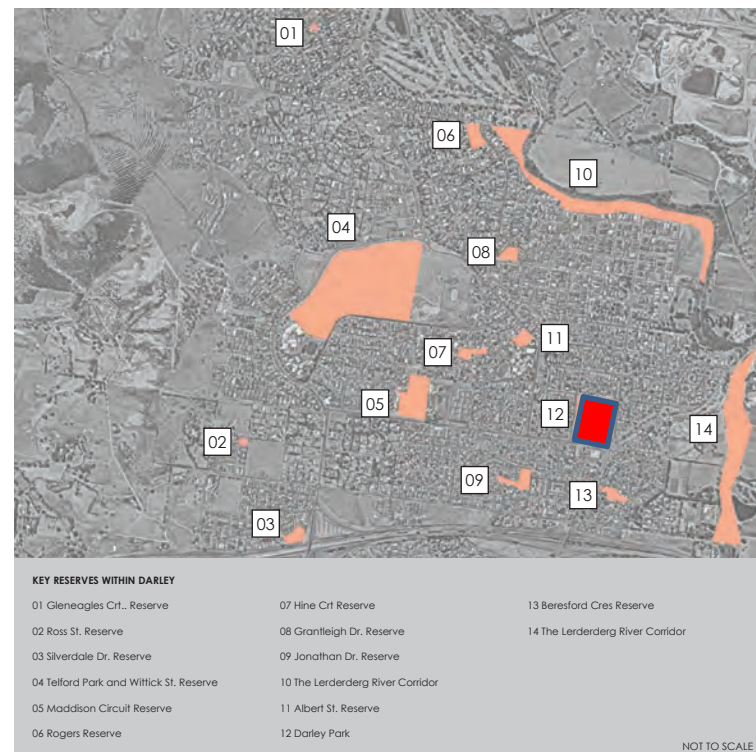 01
06
10
04
08
11
07
05
12
02
14
09
13
03
KEY RESERVES WITHIN DARLEY
01 Gleneagles Crt.. Reserve
02 Ross St. Reserve
03 Silverdale Dr. Reserve
04 Telford Park and Wittick St. Reserve
05 Maddison Circuit Reserve
06 Rogers Reserve
07 Hine Crt Reserve
08 Grantleigh Dr. Reserve
09 Jonathan Dr. Reserve
10 The Lerderderg River Corridor
11 Albert St. Reserve
12 Darley Park
13 Beresford Cres Reserve
14 The Lerderderg River Corridor
NOT TO SCALE